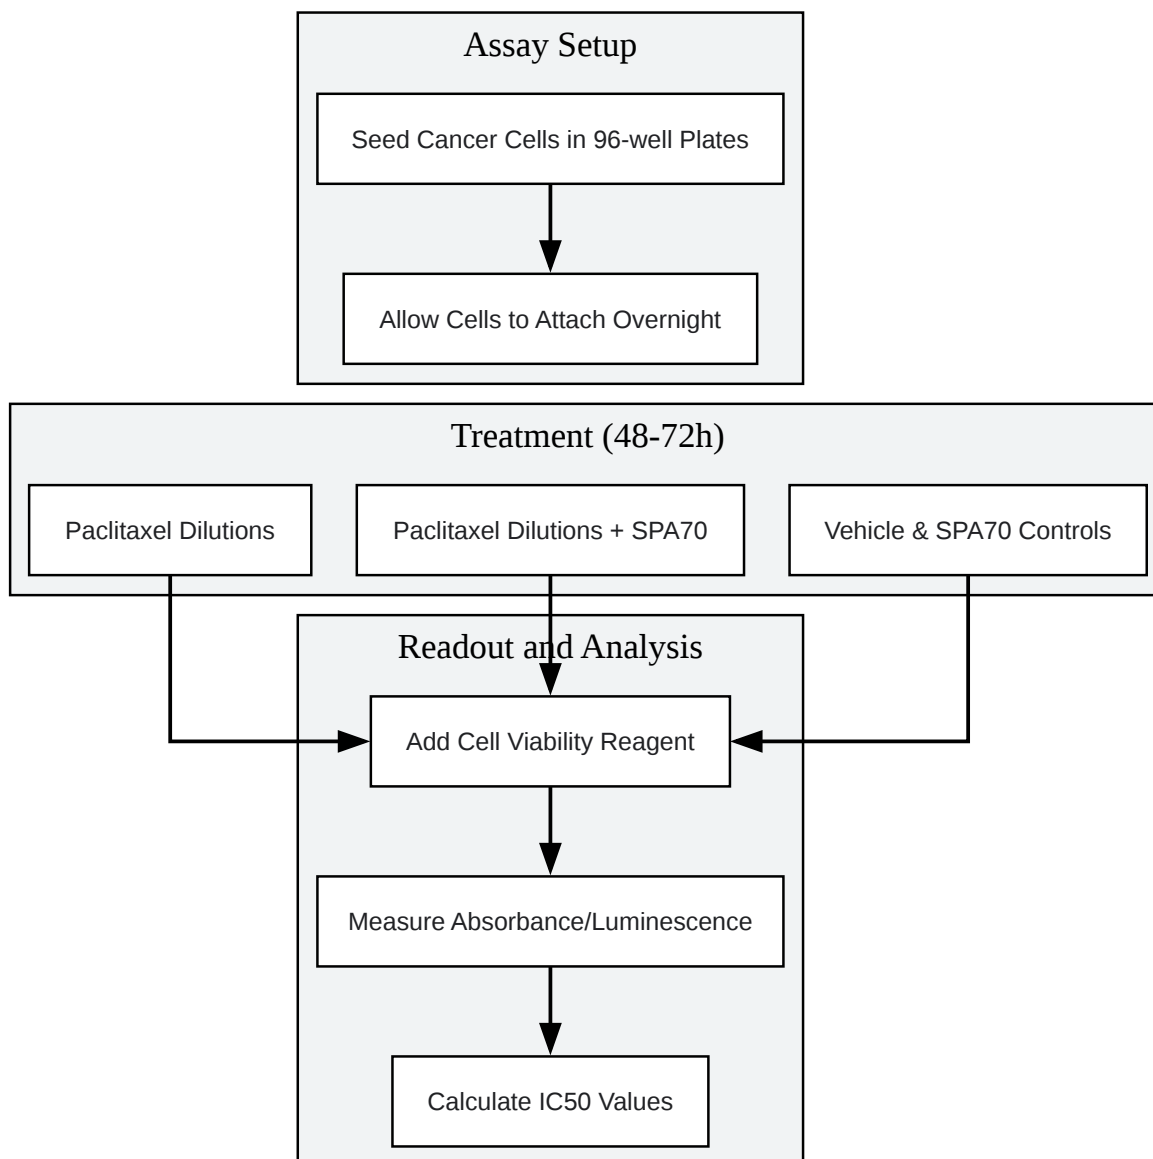 Assay Setup
Seed Cancer Cells in 96-well Plates
Allow Cells to Attach Overnight
Treatment (48-72h)
Paclitaxel Dilutions
Paclitaxel Dilutions + SPA70
Vehicle & SPA70 Controls
Readout and Analysis
Add Cell Viability Reagent
Measure Absorbance/Luminescence
Calculate IC50 Values